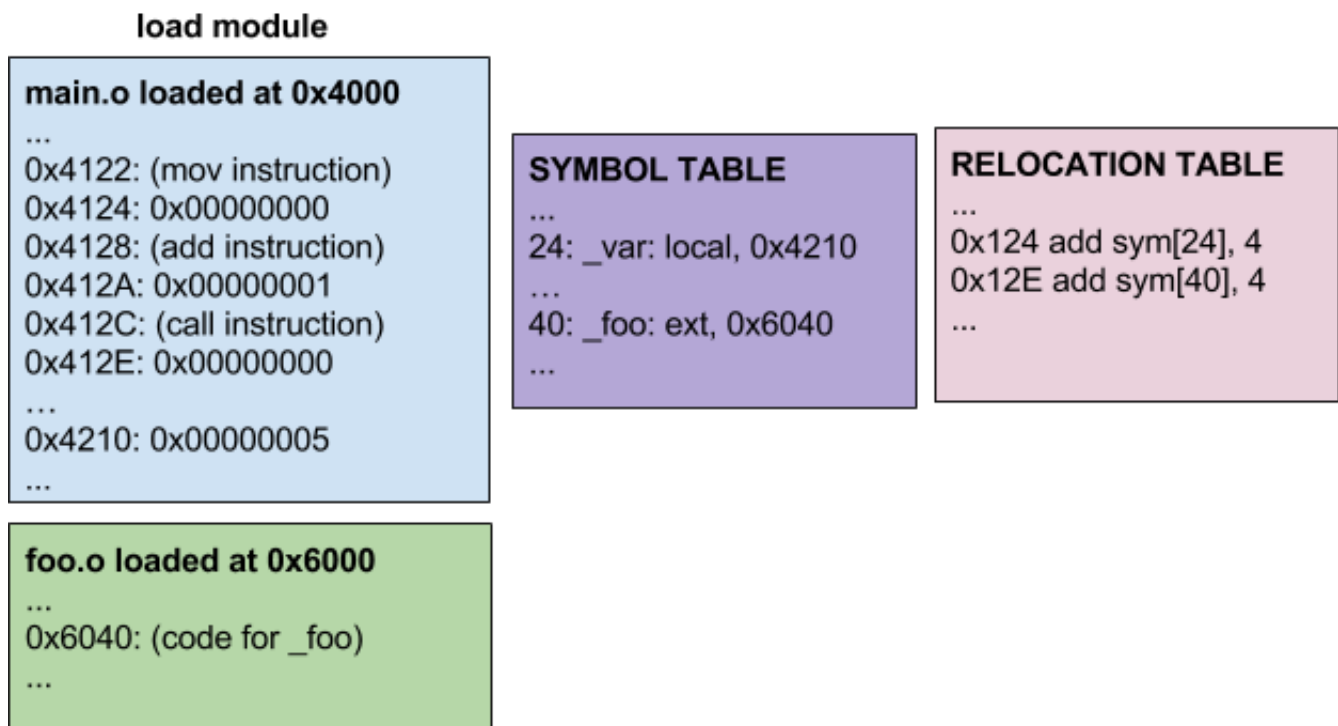 load module
main.o loaded at 0x4000
...
0x4122: (mov instruction)
0x4124: 0x00000000
0x4128: (add instruction)
0x412A: 0x00000001
0x412C: (call instruction)
0x412E: 0x00000000
...
0x4210: 0x00000005
...
foo.o loaded at 0x6000
...
0x6040: (code for _foo)
...
SYMBOL TABLE
...
24: _var: local, 0x4210
...
40: _foo: ext, 0x6040
...
RELOCATION TABLE
...
0x124 add sym[24], 4
0x12E add sym[40], 4
...